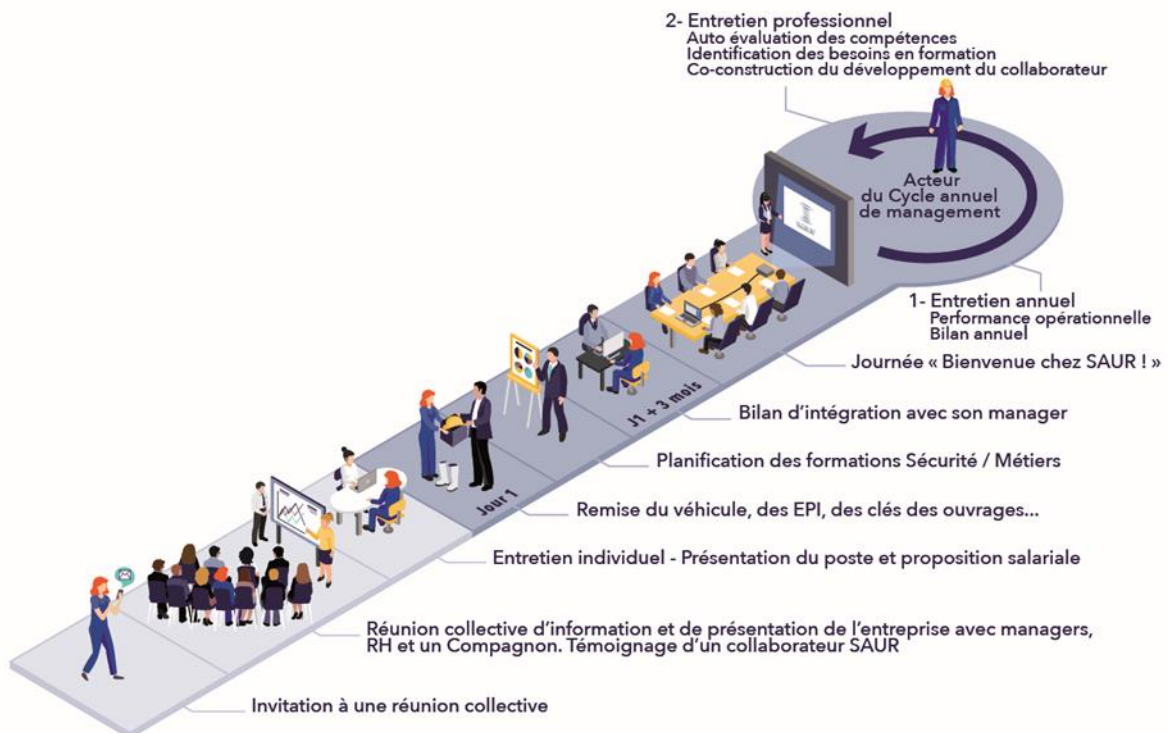 2- Entretien professionnel
Auto évaluation des compétences
Identification des besoins en formation
Co-construction du développement du collaborateur
Acteur
du Cycle annuel
de management
1- Entretien annuel
Performance opérationnelle
Bilan annuel
Journée « Bienvenue chez SAUR ! »
J1 + 3 mois
Bilan d'intégration avec son manager
Planification des formations Sécurité / Métiers
Jour 1
Remise du véhicule, des EPI, des clés des ouvrages...
Entretien individuel - Présentation du poste et proposition salariale
Réunion collective d'information et de présentation de l'entreprise avec managers,
RH et un Compagnon. Témoignage d'un collaborateur SAUR
Invitation à une réunion collective